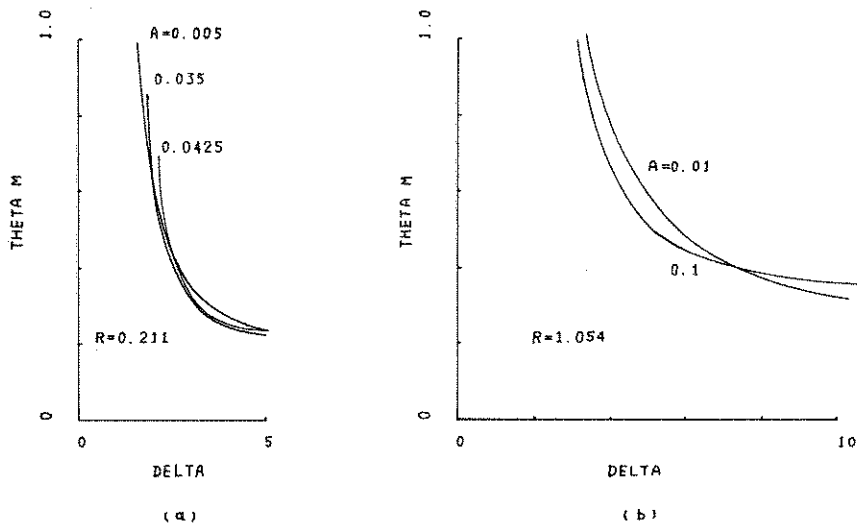 1.0
A=0.005
0.035
0.0425
THETA M
R=0.211
0
0
5
DELTA
(a)
1.0
A=0.01
THETA M
0.1
R=1.054
0
0
10
DELTA
(b)